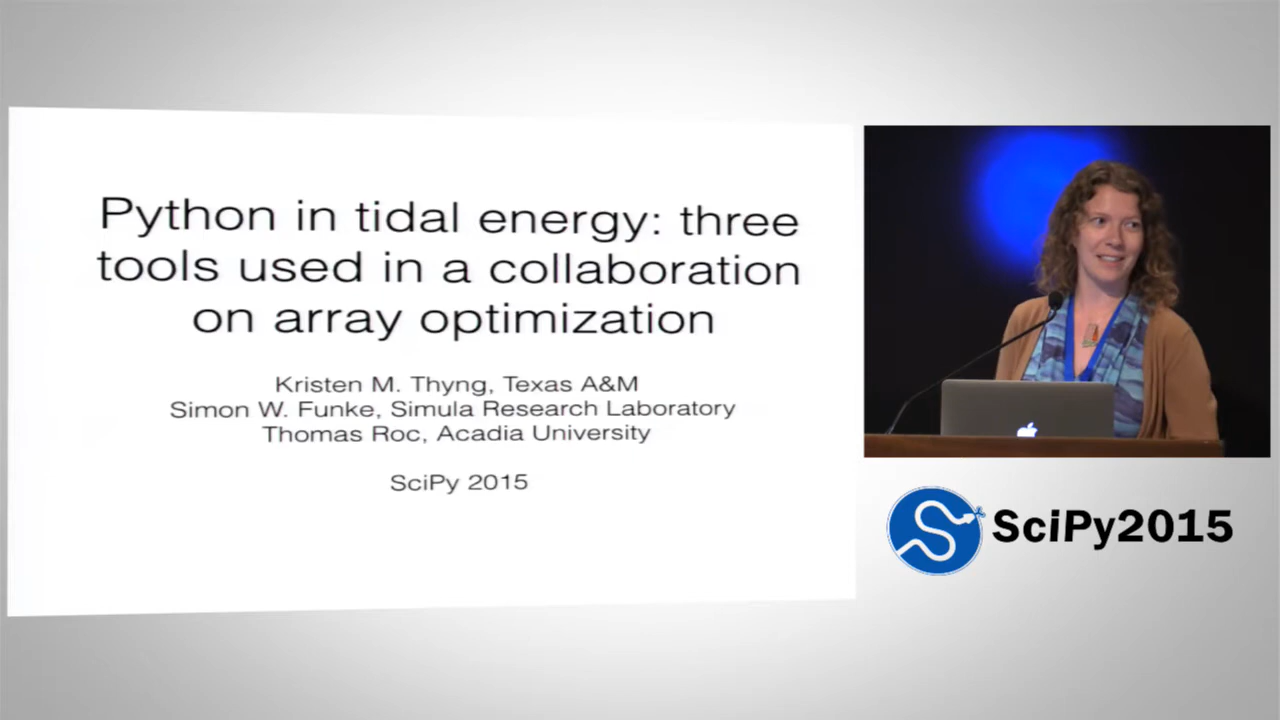 Python in tidal energy: three
tools used in a collaboration
on array optimization
Kristen M. Thyng, Texas A&M
Simon W. Funke, Simula Research Laboratory
Thomas Roc, Acadia University
SciPy 2015
SciPy2015